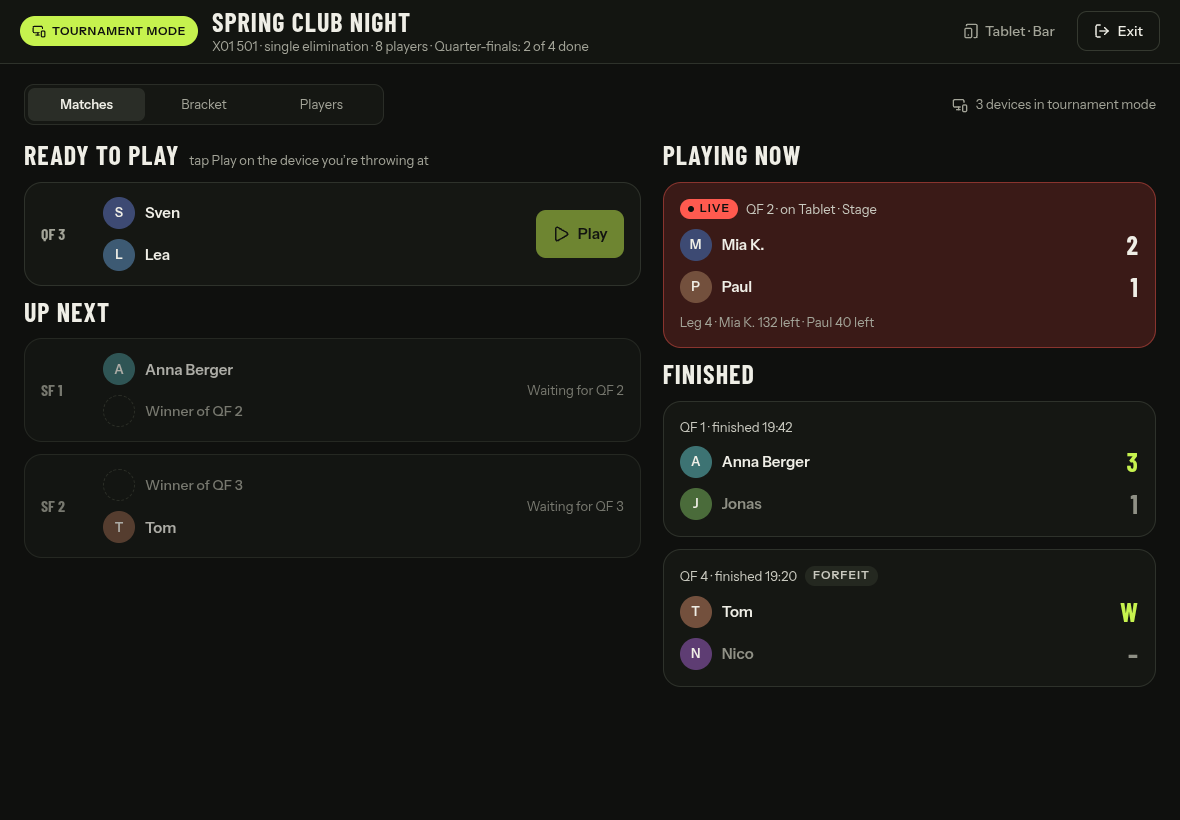 TOURNAMENT MODE
SPRING CLUB NIGHT
X01 501 · single elimination · 8 players · Quarter-finals: 2 of 4 done
Tablet · Bar
Exit
Matches
Bracket
Players
3 devices in tournament mode
READY TO PLAY
tap Play on the device you're throwing at
QF 3
S
Sven
L
Lea
Play
UP NEXT
SF 1
A
Anna Berger
Winner of QF 2
Waiting for QF 2
SF 2
Winner of QF 3
T
Tom
Waiting for QF 3
PLAYING NOW
LIVE
QF 2 · on Tablet · Stage
M
Mia K.
2
P
Paul
1
Leg 4 · Mia K. 132 left · Paul 40 left
FINISHED
QF 1 · finished 19:42
A
Anna Berger
3
J
Jonas
1
QF 4 · finished 19:20
FORFEIT
T
Tom
W
N
Nico
–